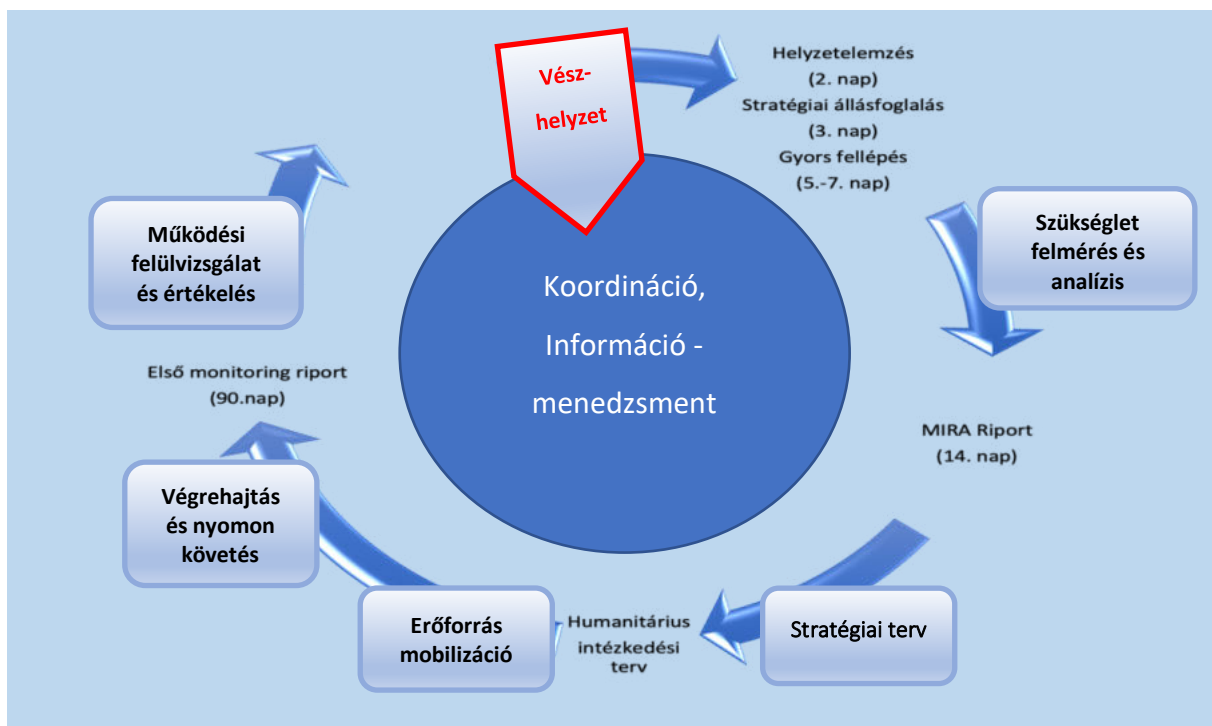 Vész-
helyzet
Helyzetelemzés
(2. nap)
Stratégiai állásfoglalás
(3. nap)
Gyors fellépés
(5.-7. nap)
Szükséglet
felmérés és
analízis
MIRA Riport
(14. nap)
Stratégiai terv
Humanitárius
intézkedési
terv
Erőforrás
mobilizáció
Végrehajtás
és nyomon
követés
Első monitoring riport
(90.nap)
Működési
felülvizsgálat
és értékelés
Koordináció,
Információ -
menedzsment